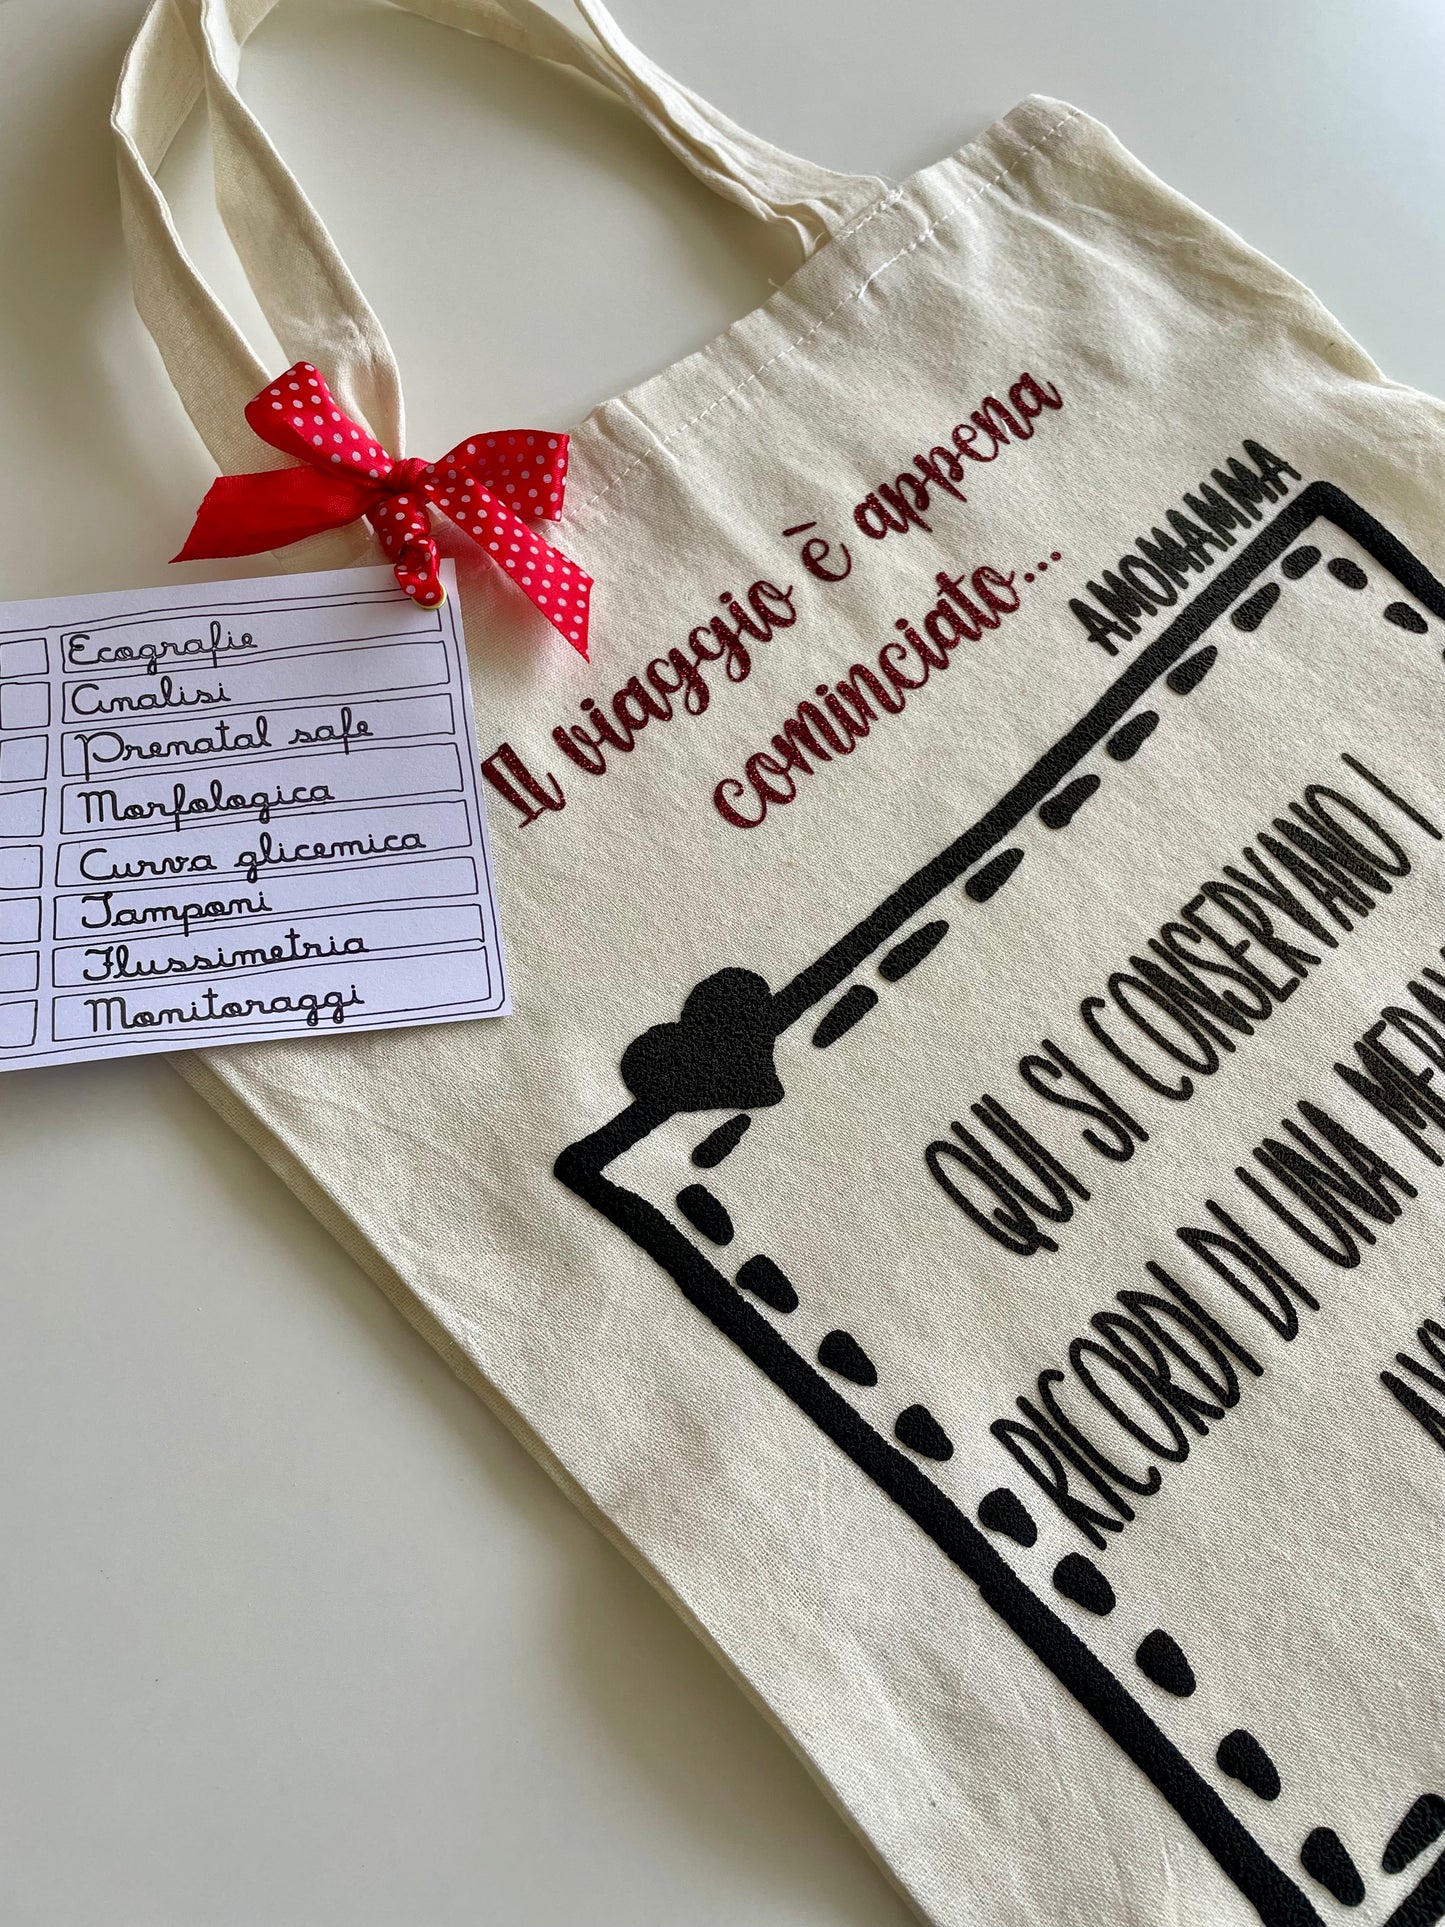 Ecografie
Analisi
Prenatal safe
Morfologica
Curva glicemica
Tamponi
Flussimetria
Monitoraggi
Il viaggio è appena
cominciato...
AMOMAMMA
QUI SI CONSERVANO I
RICORDI DI UNA